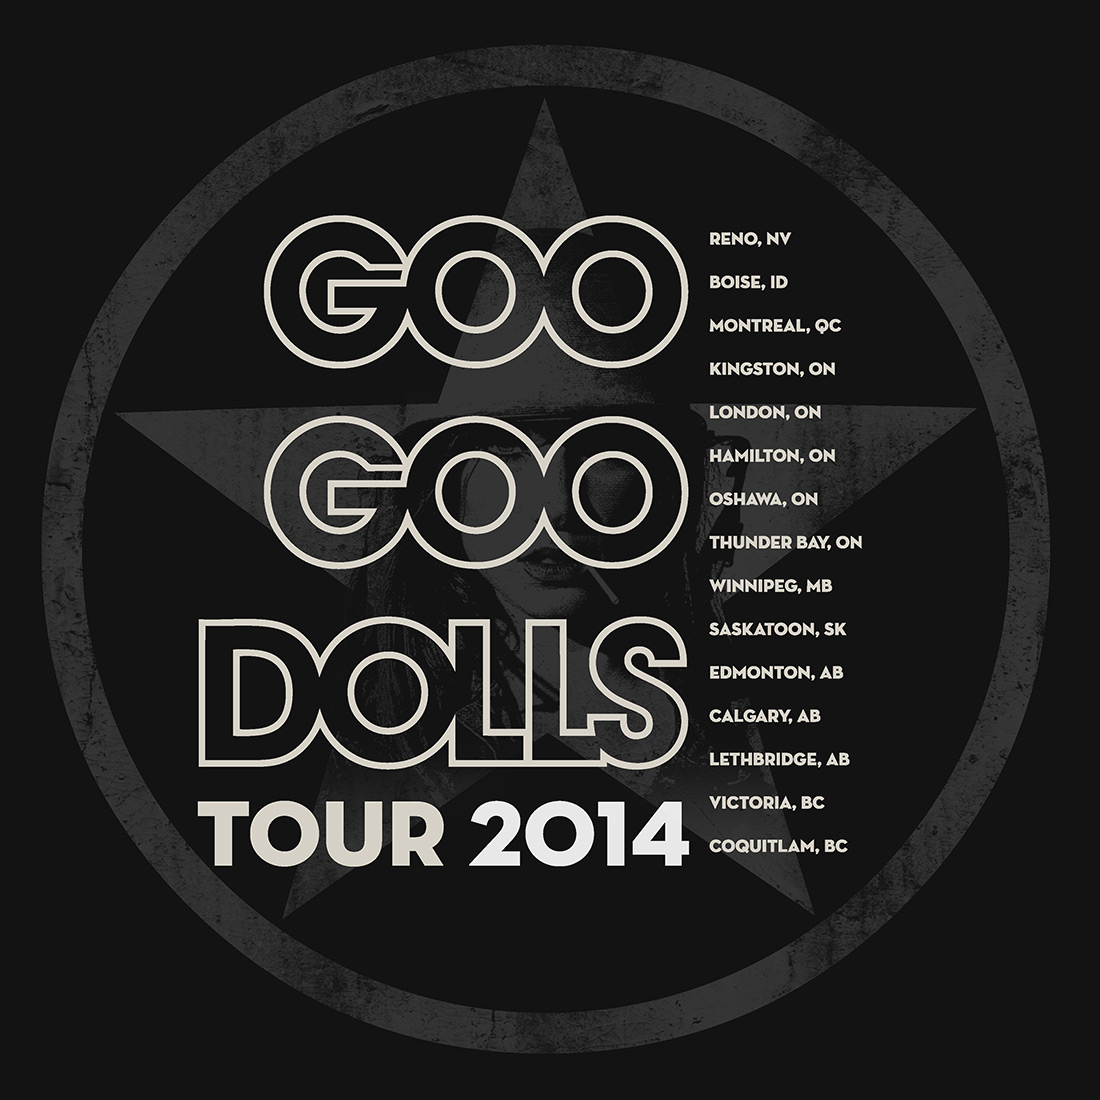 GOO
GOO
DOLLS
TOUR 2014
RENO, NV
BOISE, ID
MONTREAL, QC
KINGSTON, ON
LONDON, ON
HAMILTON, ON
OSHAWA, ON
THUNDER BAY, ON
WINNIPEG, MB
SASKATOON, SK
EDMONTON, AB
CALGARY, AB
LETHBRIDGE, AB
VICTORIA, BC
COQUITLAM, BC